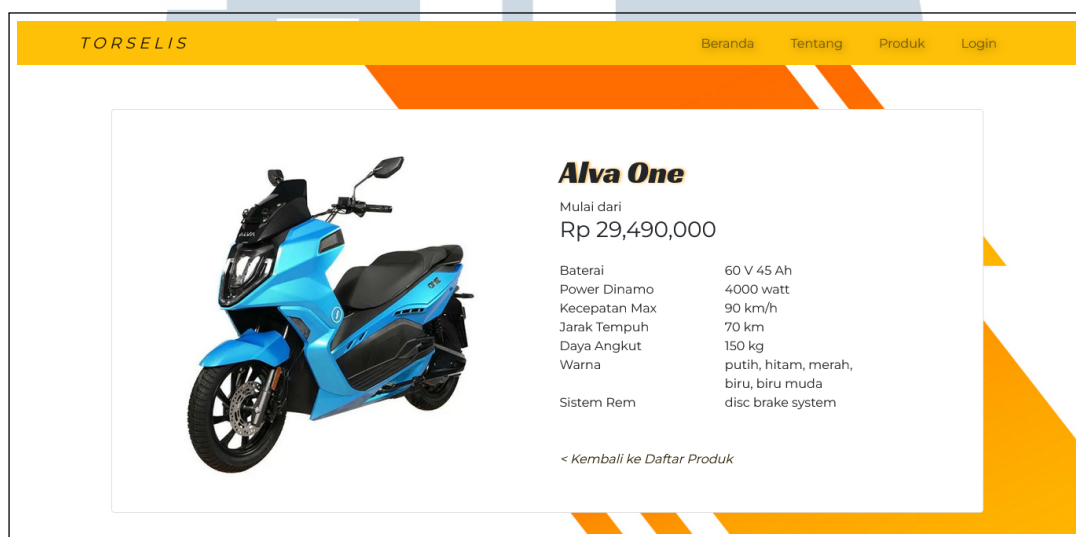 TORSELIS
Beranda Tentang Produk Login
Alva One
Mulai dari
Rp 29,490,000
Baterai 60 V 45 Ah
Power Dinamo 4000 watt
Kecepatan Max 90 km/h
Jarak Tempuh 70 km
Daya Angkut 150 kg
Warna putih, hitam, merah,
biru, biru muda
Sistem Rem disc brake system
< Kembali ke Daftar Produk
ALVA
ONE